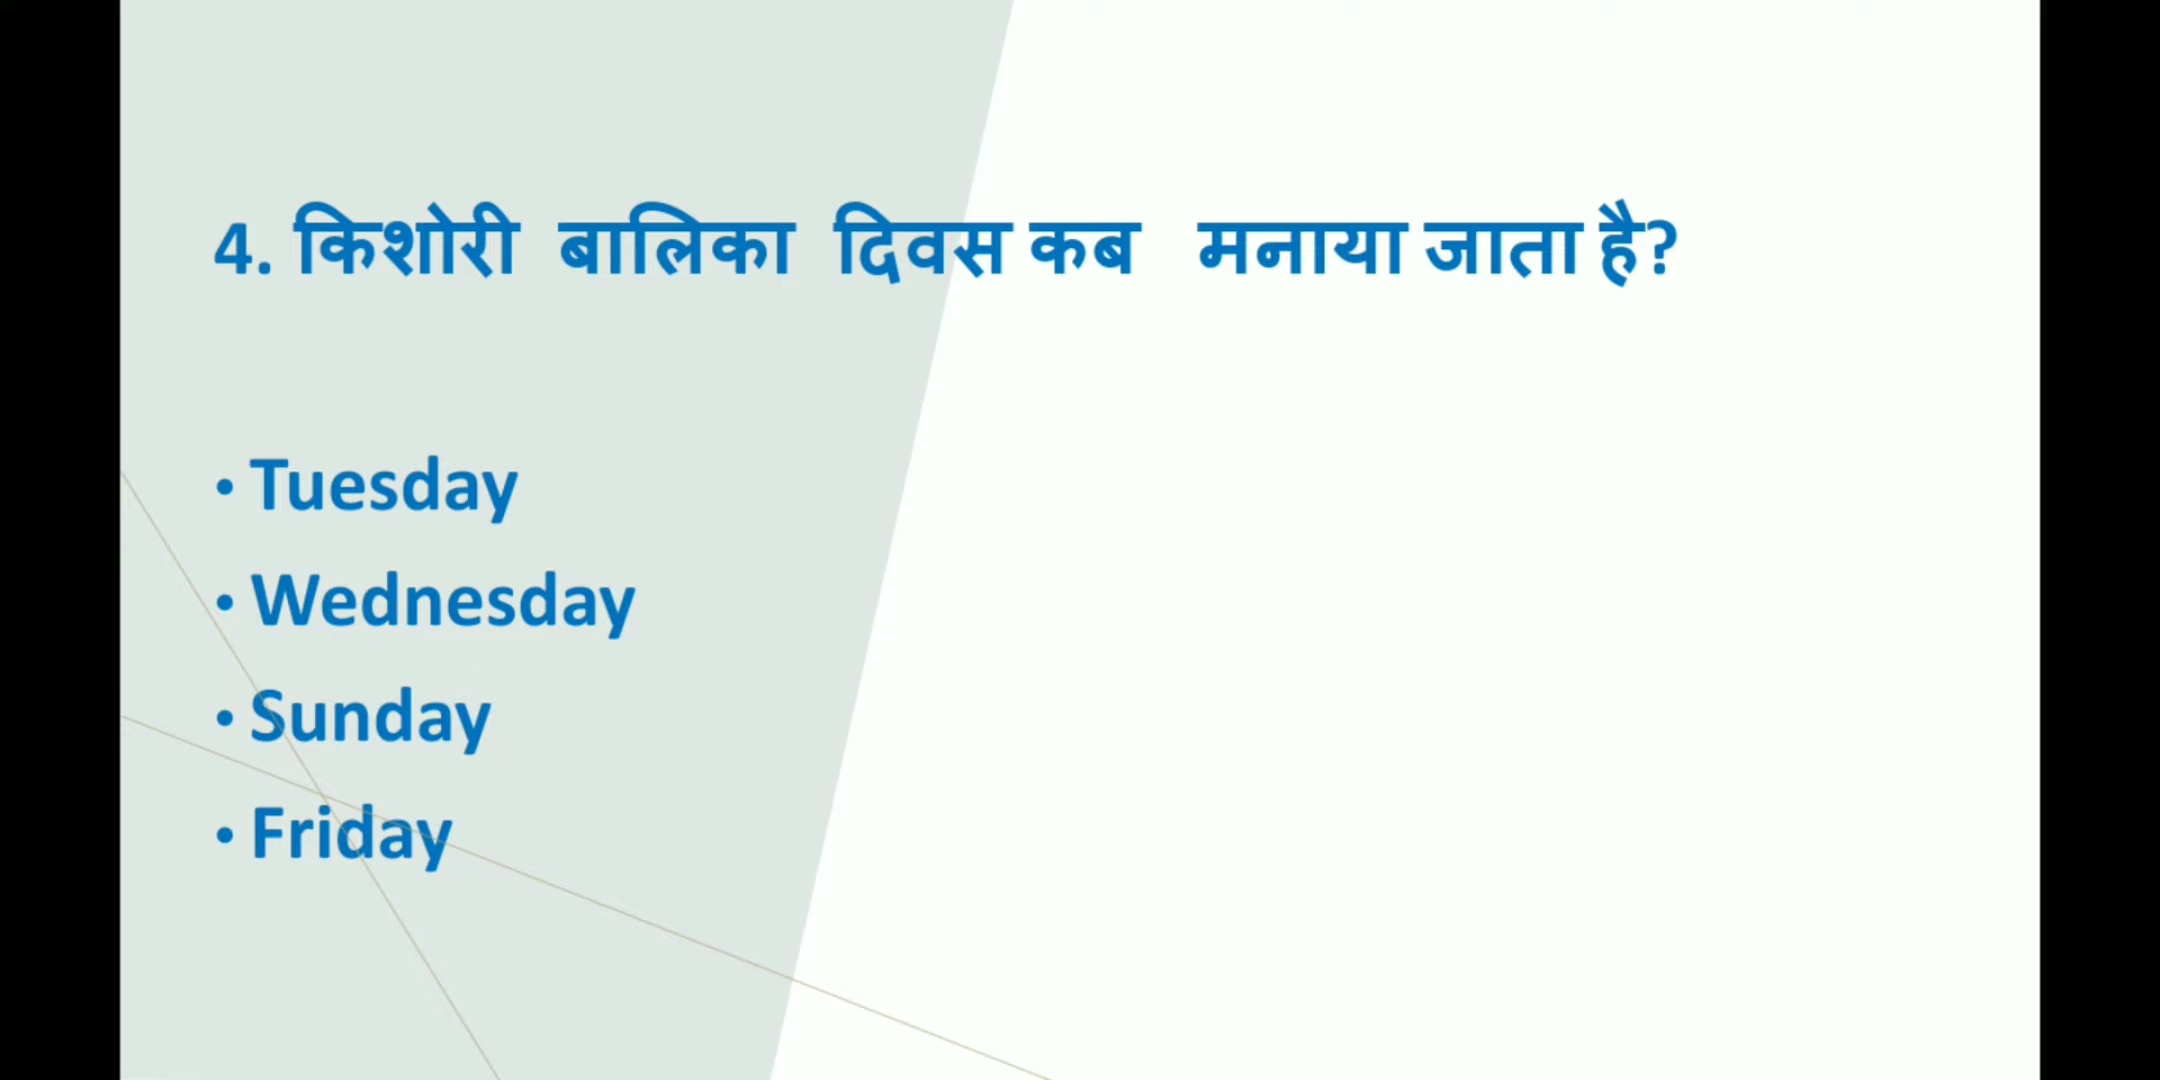 4. किशोरी बालिका दिवस कब मनाया जाता है?
• Tuesday
• Wednesday
• Sunday
• Friday